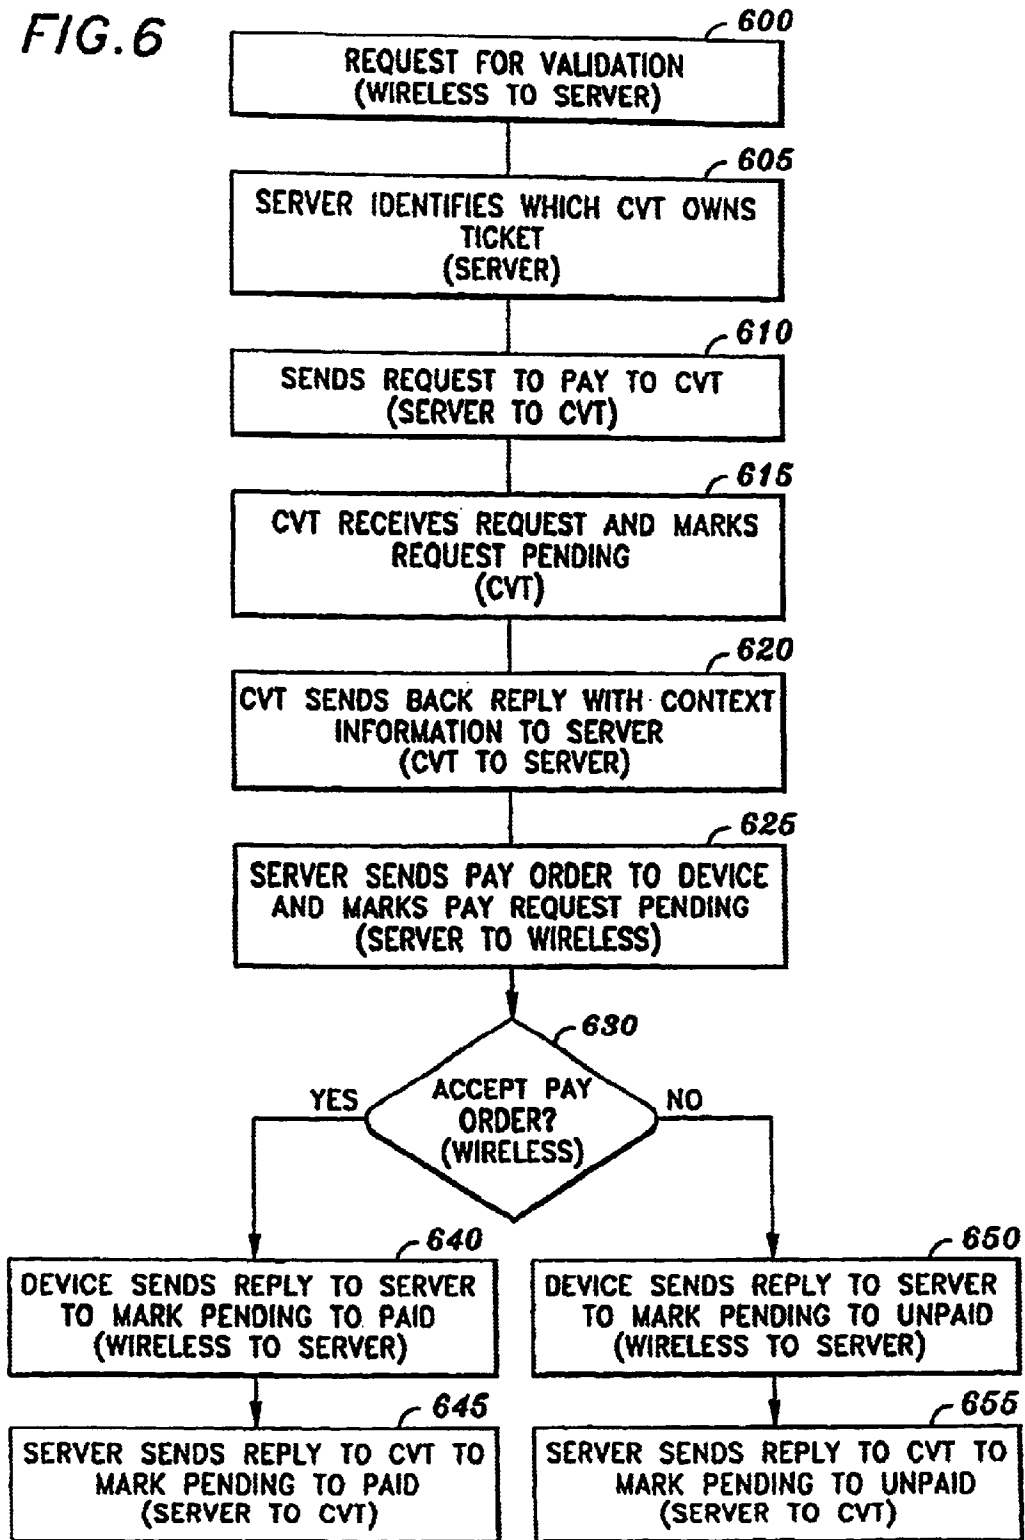 FIG.6
600
REQUEST FOR VALIDATION
(WIRELESS TO SERVER)
605
SERVER IDENTIFIES WHICH CVT OWNS
TICKET
(SERVER)
610
SENDS REQUEST TO PAY TO CVT
(SERVER TO CVT)
615
CVT RECEIVES REQUEST AND MARKS
REQUEST PENDING
(CVT)
620
CVT SENDS BACK REPLY WITH CONTEXT
INFORMATION TO SERVER
(CVT TO SERVER)
625
SERVER SENDS PAY ORDER TO DEVICE
AND MARKS PAY REQUEST PENDING
(SERVER TO WIRELESS)
630
ACCEPT PAY
ORDER?
(WIRELESS)
YES
NO
640
DEVICE SENDS REPLY TO SERVER
TO MARK PENDING TO PAID
(WIRELESS TO SERVER)
645
SERVER SENDS REPLY TO CVT TO
MARK PENDING TO PAID
(SERVER TO CVT)
650
DEVICE SENDS REPLY TO SERVER
TO MARK PENDING TO UNPAID
(WIRELESS TO SERVER)
655
SERVER SENDS REPLY TO CVT TO
MARK PENDING TO UNPAID
(SERVER TO CVT)